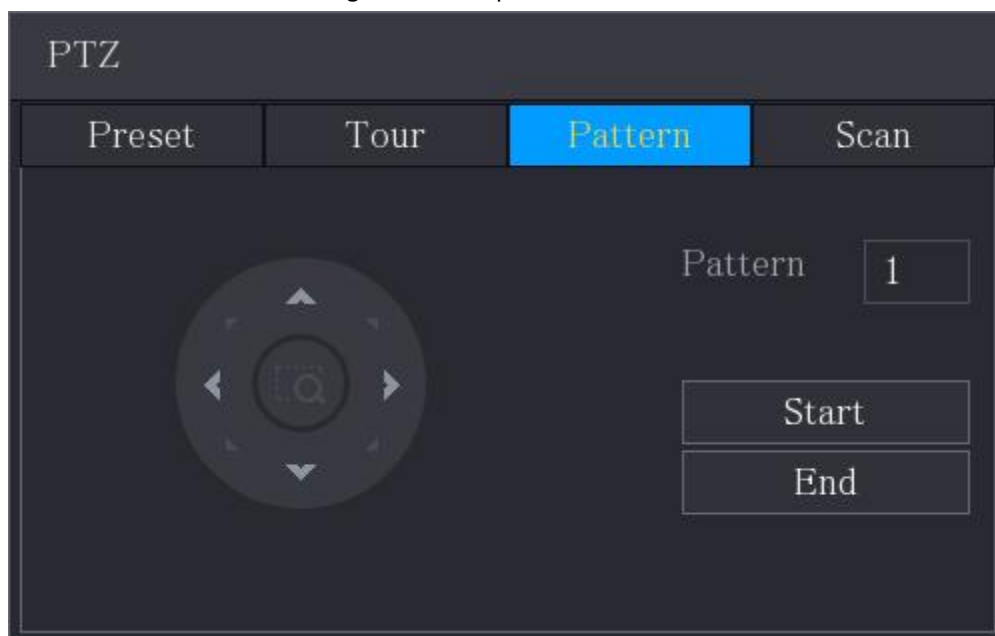 PTZ
Preset Tour Pattern Scan
Pattern 1
Start
End